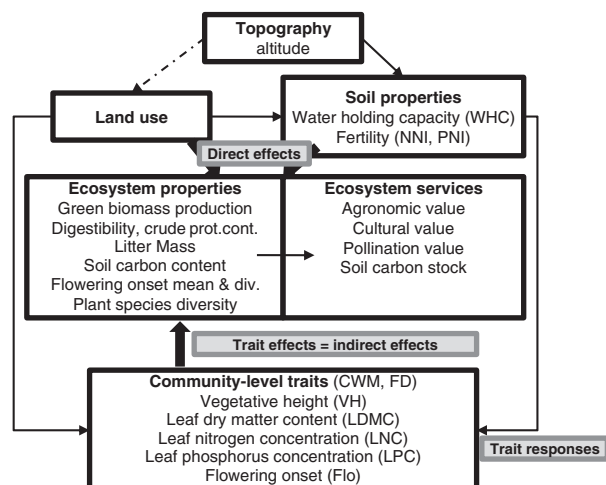 Topography
altitude
Land use
Soil properties
Water holding capacity (WHC)
Fertility (NNI, PNI)
Direct effects
Ecosystem properties
Green biomass production
Digestibility, crude prot.cont.
Litter Mass
Soil carbon content
Flowering onset mean & div.
Plant species diversity
Ecosystem services
Agronomic value
Cultural value
Pollination value
Soil carbon stock
Trait effects = indirect effects
Community-level traits (CWM, FD)
Vegetative height (VH)
Leaf dry matter content (LDMC)
Leaf nitrogen concentration (LNC)
Leaf phosphorus concentration (LPC)
Flowering onset (Flo)
Trait responses